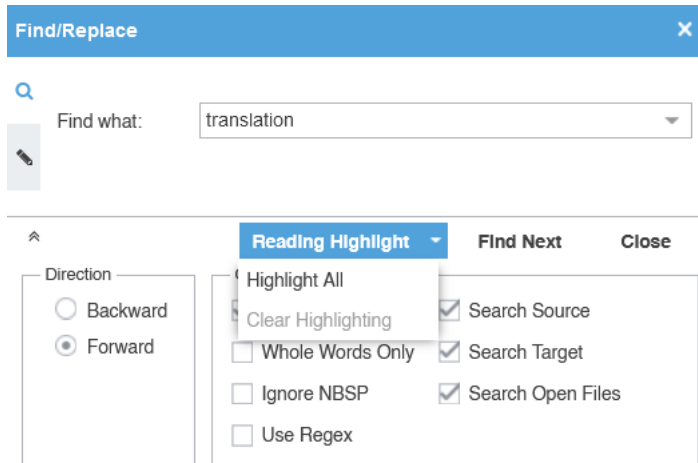 Find/Replace
Find what:
translation
Reading Highlight
Find Next
Close
Highlight All
Clear Highlighting
Direction
Backward
Forward
Search Source
Whole Words Only
Search Target
Ignore NBSP
Search Open Files
Use Regex